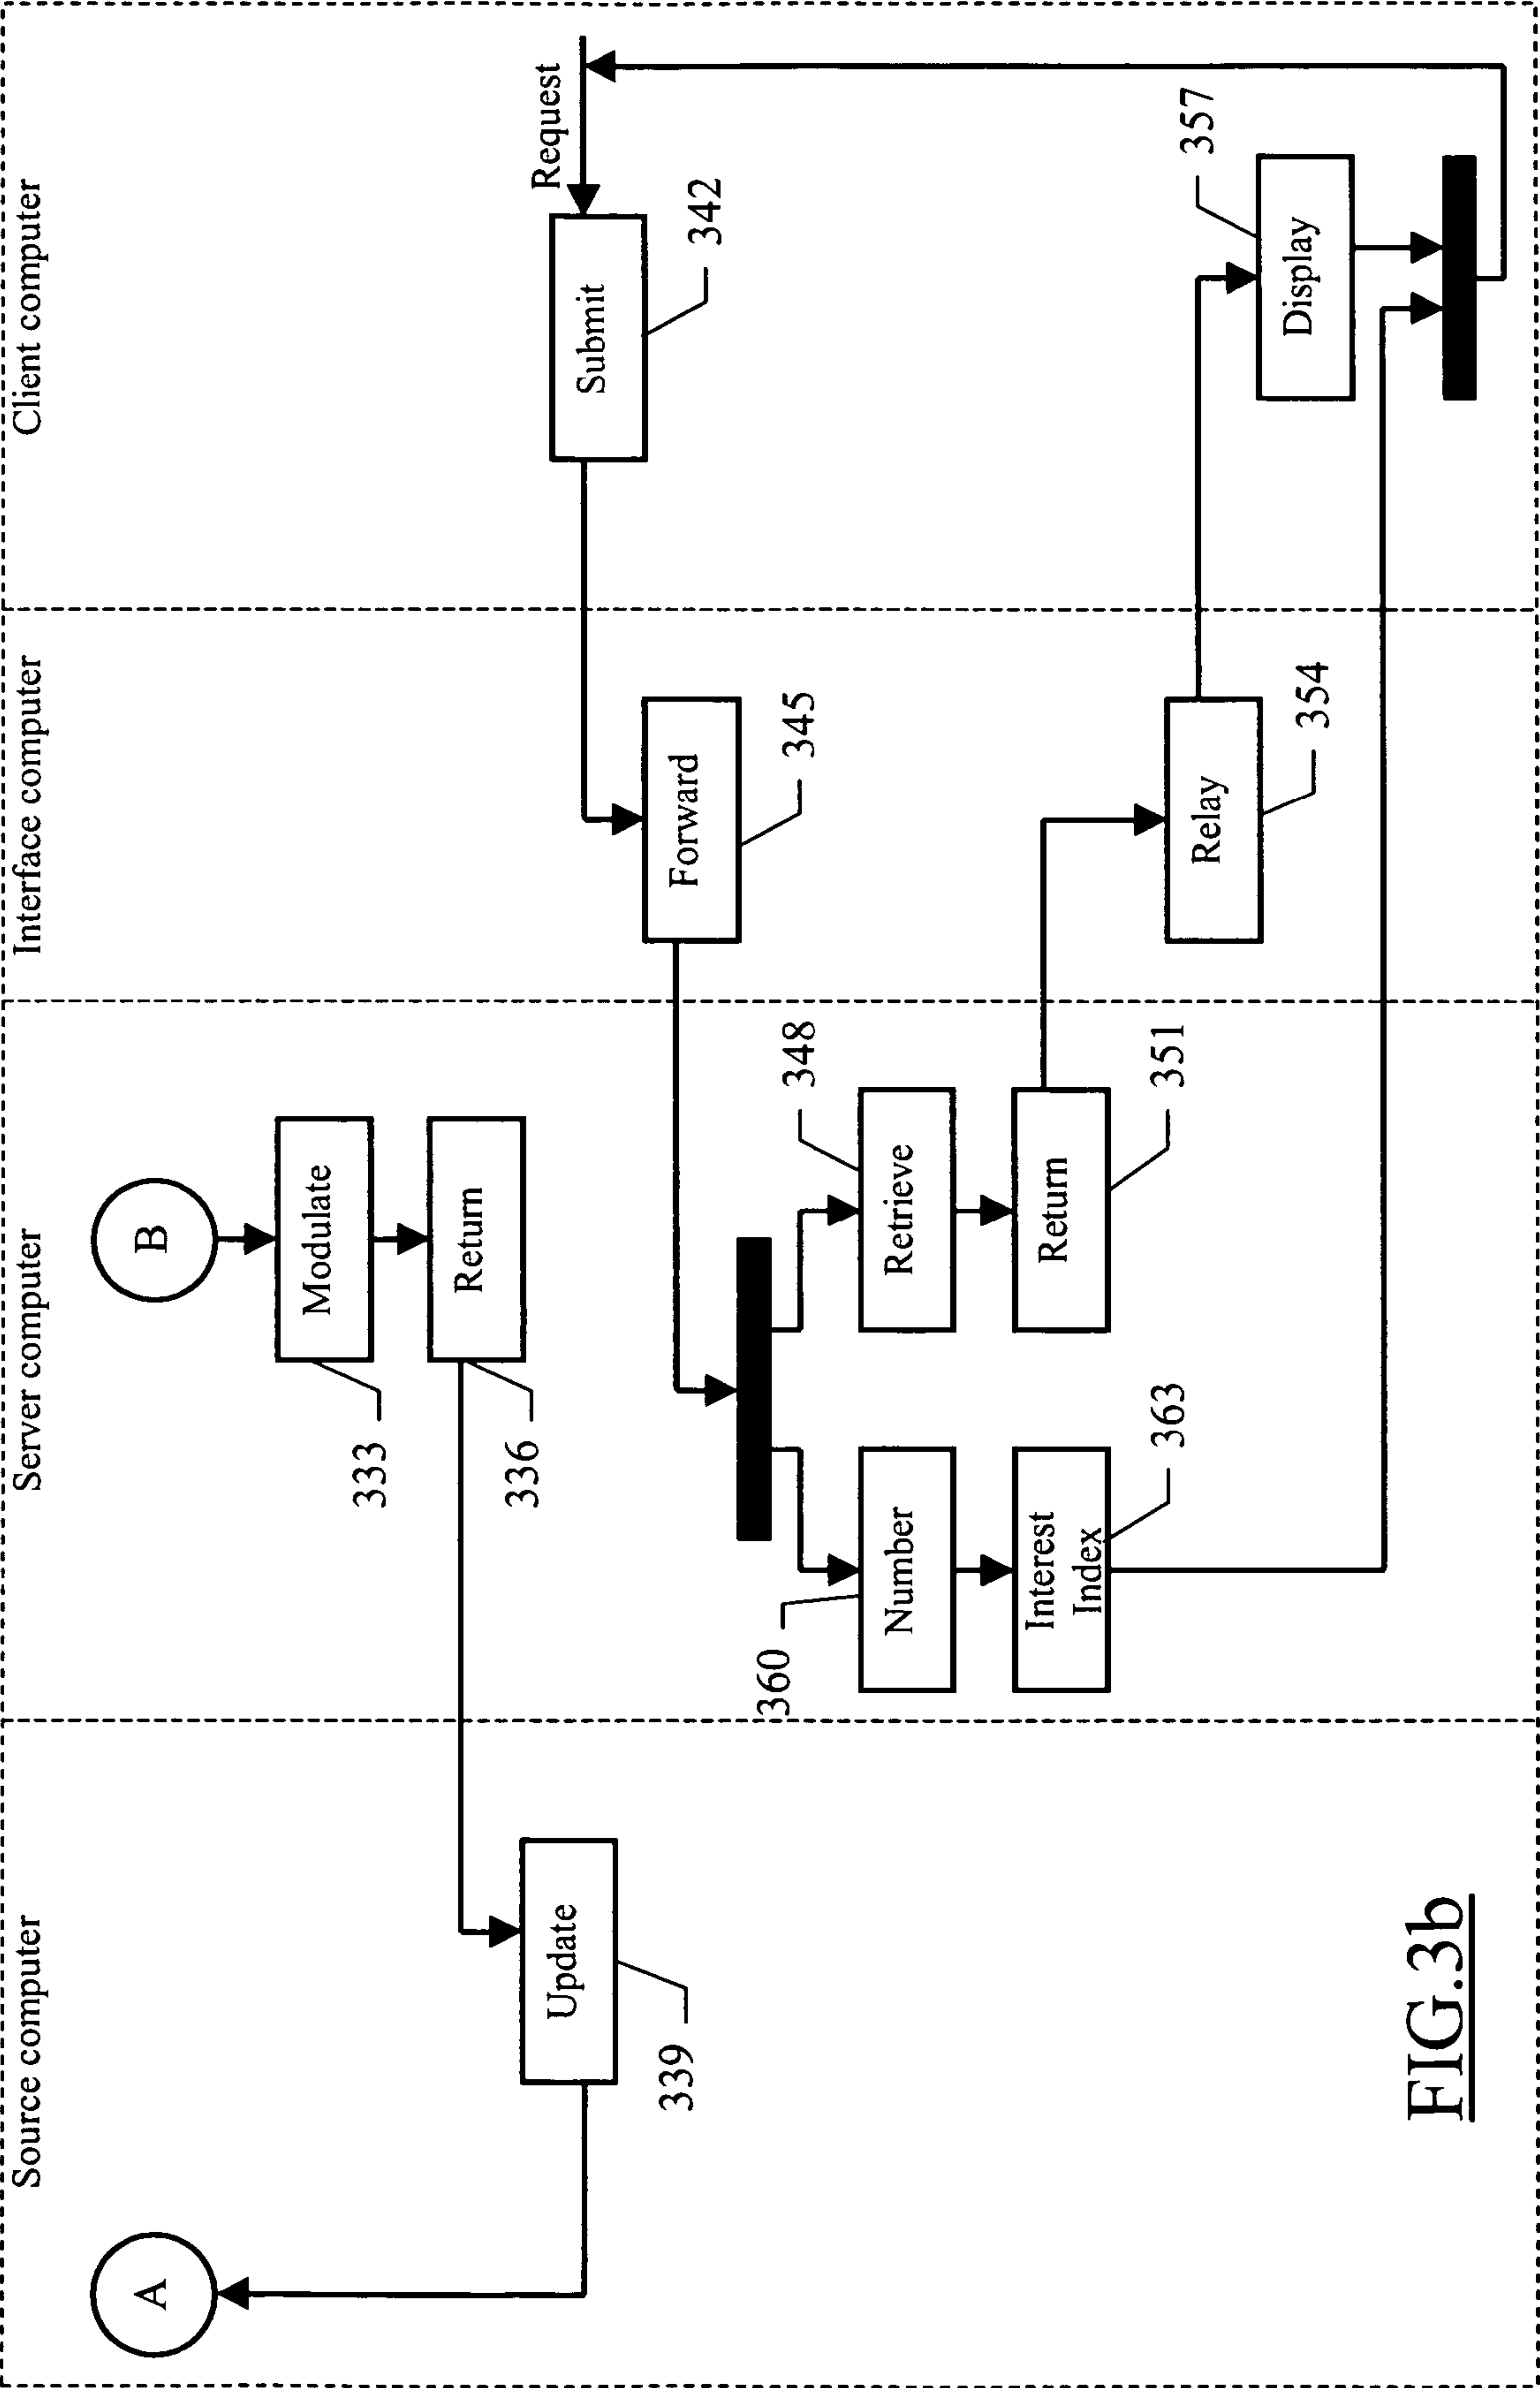 Source computer
Server computer
Interface computer
Client computer
A
B
Modulate
333
Return
336
Update
339
Request
Submit
342
Forward
345
348
360
Number
Retrieve
Interest
Index
363
Return
351
Relay
354
357
Display
FIG.3b